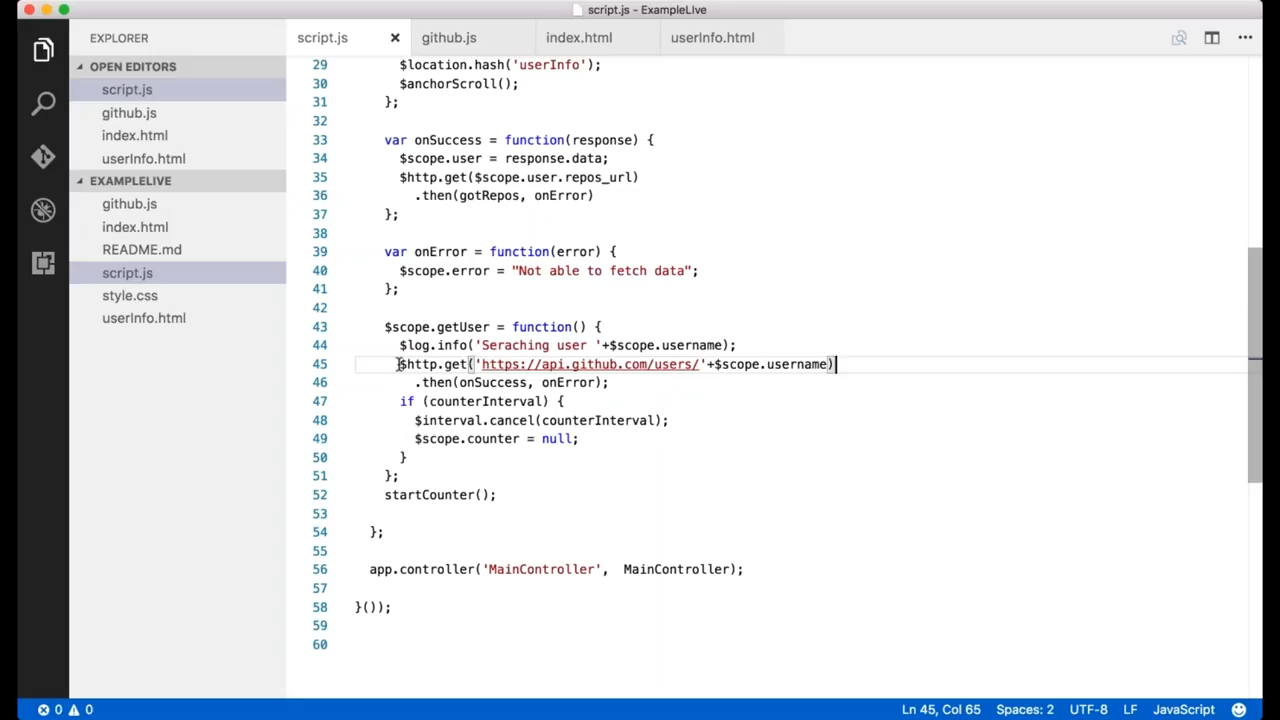 script.js - ExampleLIve
EXPLORER
script.js
github.js
index.html
userInfo.html
OPEN EDITORS
script.js
github.js
index.html
userInfo.html
EXAMPLELIVE
github.js
index.html
README.md
script.js
style.css
userInfo.html
29 $location.hash('userInfo');
30 $anchorScroll();
31 };
32
33 var onSuccess = function(response) {
34 $scope.user = response.data;
35 $http.get($scope.user.repos_url)
36 .then(gotRepos, onError)
37 };
38
39 var onError = function(error) {
40 $scope.error = "Not able to fetch data";
41 };
42
43 $scope.getUser = function() {
44 $log.info('Seraching user '+$scope.username);
45 $http.get('https://api.github.com/users/'+$scope.username)
46 .then(onSuccess, onError);
47 if (counterInterval) {
48 $interval.cancel(counterInterval);
49 $scope.counter = null;
50 }
51 };
52 startCounter();
53
54 };
55
56 app.controller('MainController', MainController);
57
58 }());
59
60
0 0
Ln 45, Col 65
Spaces: 2
UTF-8
LF
JavaScript